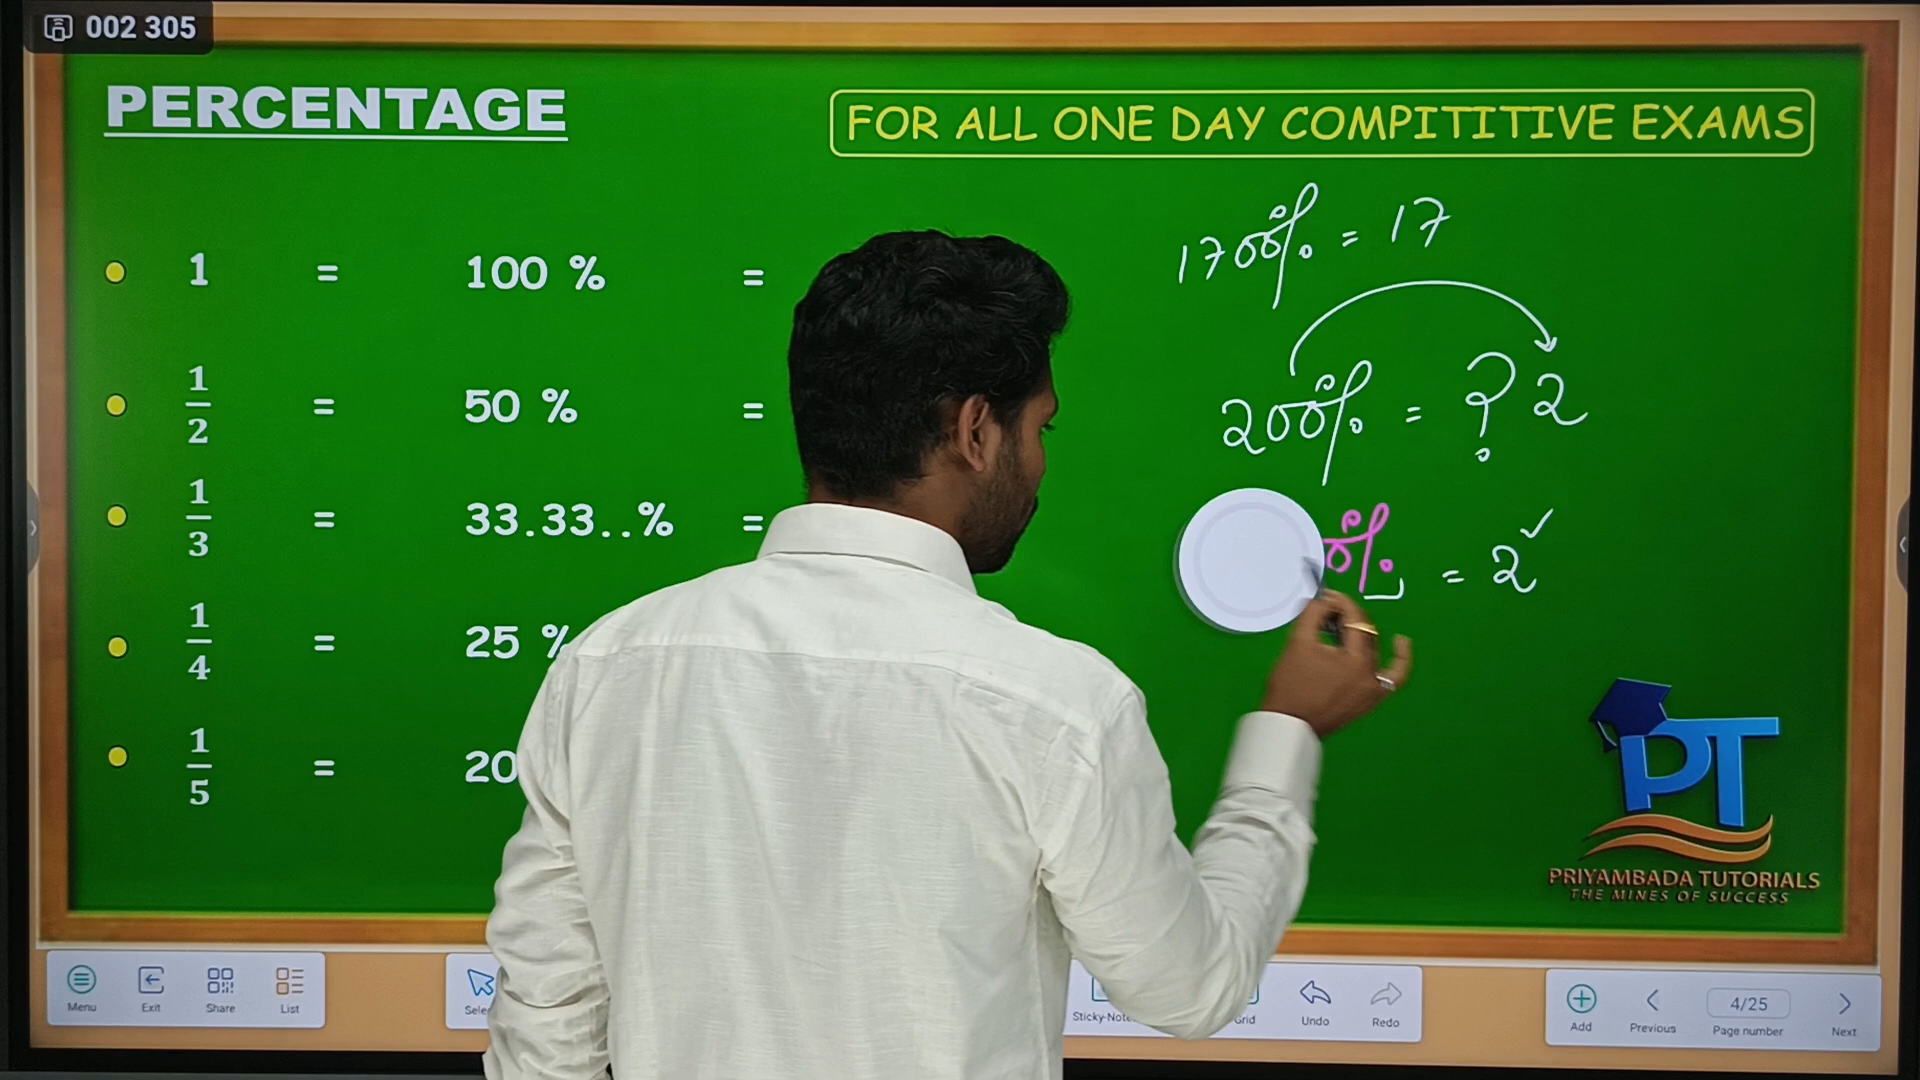 002 305
PERCENTAGE
FOR ALL ONE DAY COMPITITIVE EXAMS
1 = 100 % =
1/2 = 50 % =
1/3 = 33.33..% =
1/4 = 25 %
1/5 = 20
1700% = 17
200% = ? 2
0% = 2
PT
PRIYAMBADA TUTORIALS
THE MINES OF SUCCESS
Menu
Exit
Share
List
Undo
Redo
Add
Previous
4/25
Page number
Next